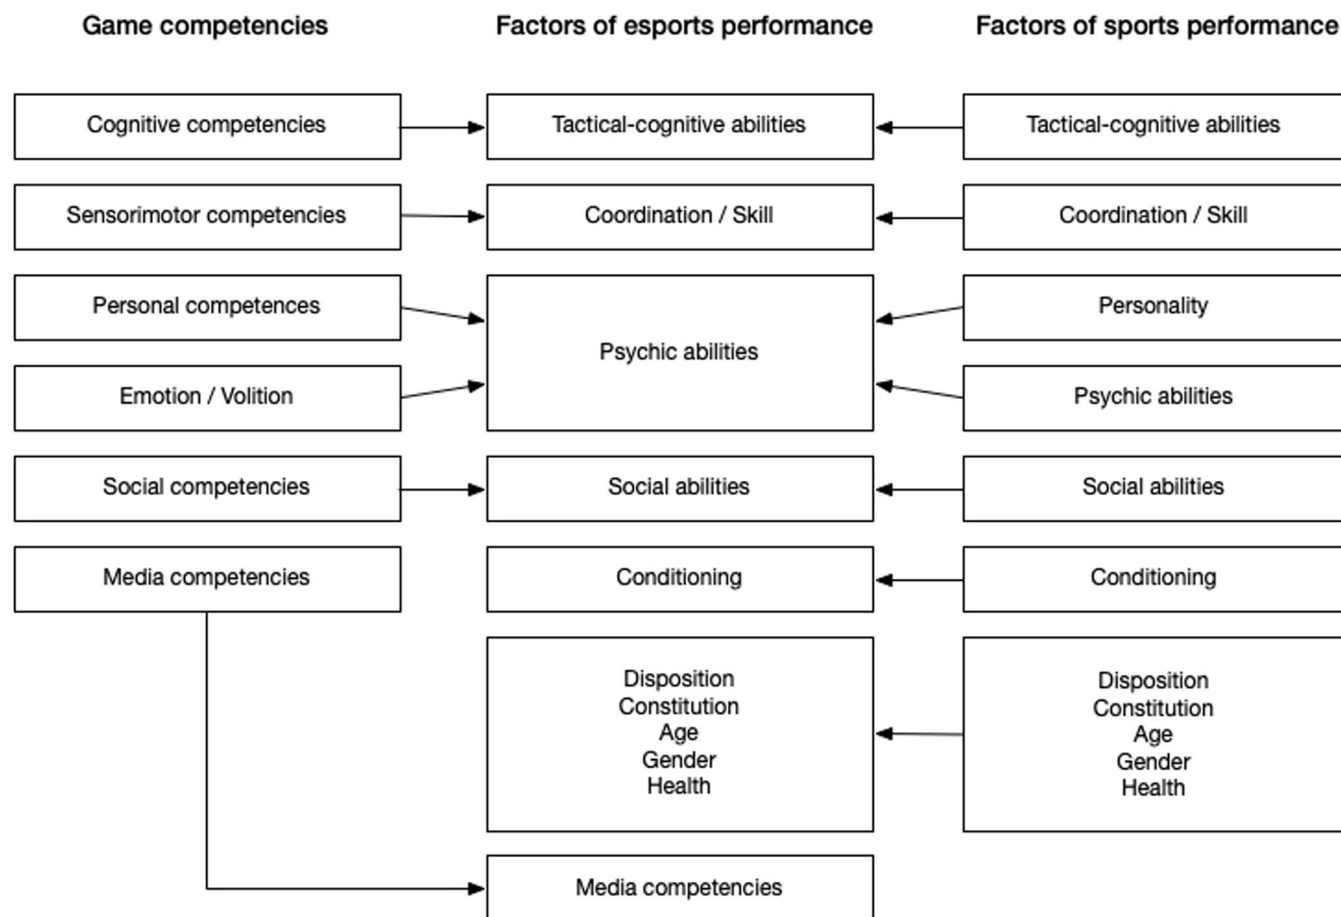 Game competencies
Factors of esports performance
Factors of sports performance
Cognitive competencies
Tactical-cognitive abilities
Tactical-cognitive abilities
Sensorimotor competencies
Coordination / Skill
Coordination / Skill
Personal competences
Psychic abilities
Personality
Emotion / Volition
Psychic abilities
Social competencies
Social abilities
Social abilities
Media competencies
Conditioning
Conditioning
Disposition
Constitution
Age
Gender
Health
Disposition
Constitution
Age
Gender
Health
Media competencies